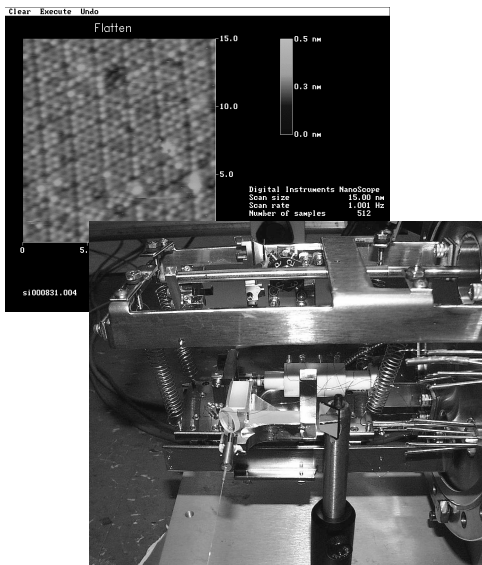 Clear Execute Undo
Flatten
15.0
10.0
5.0
0
5.
0.5 nm
0.3 nm
0.0 nm
Digital Instruments NanoScope
Scan size 15.00 nm
Scan rate 1.001 Hz
Number of samples 512
si000831.004